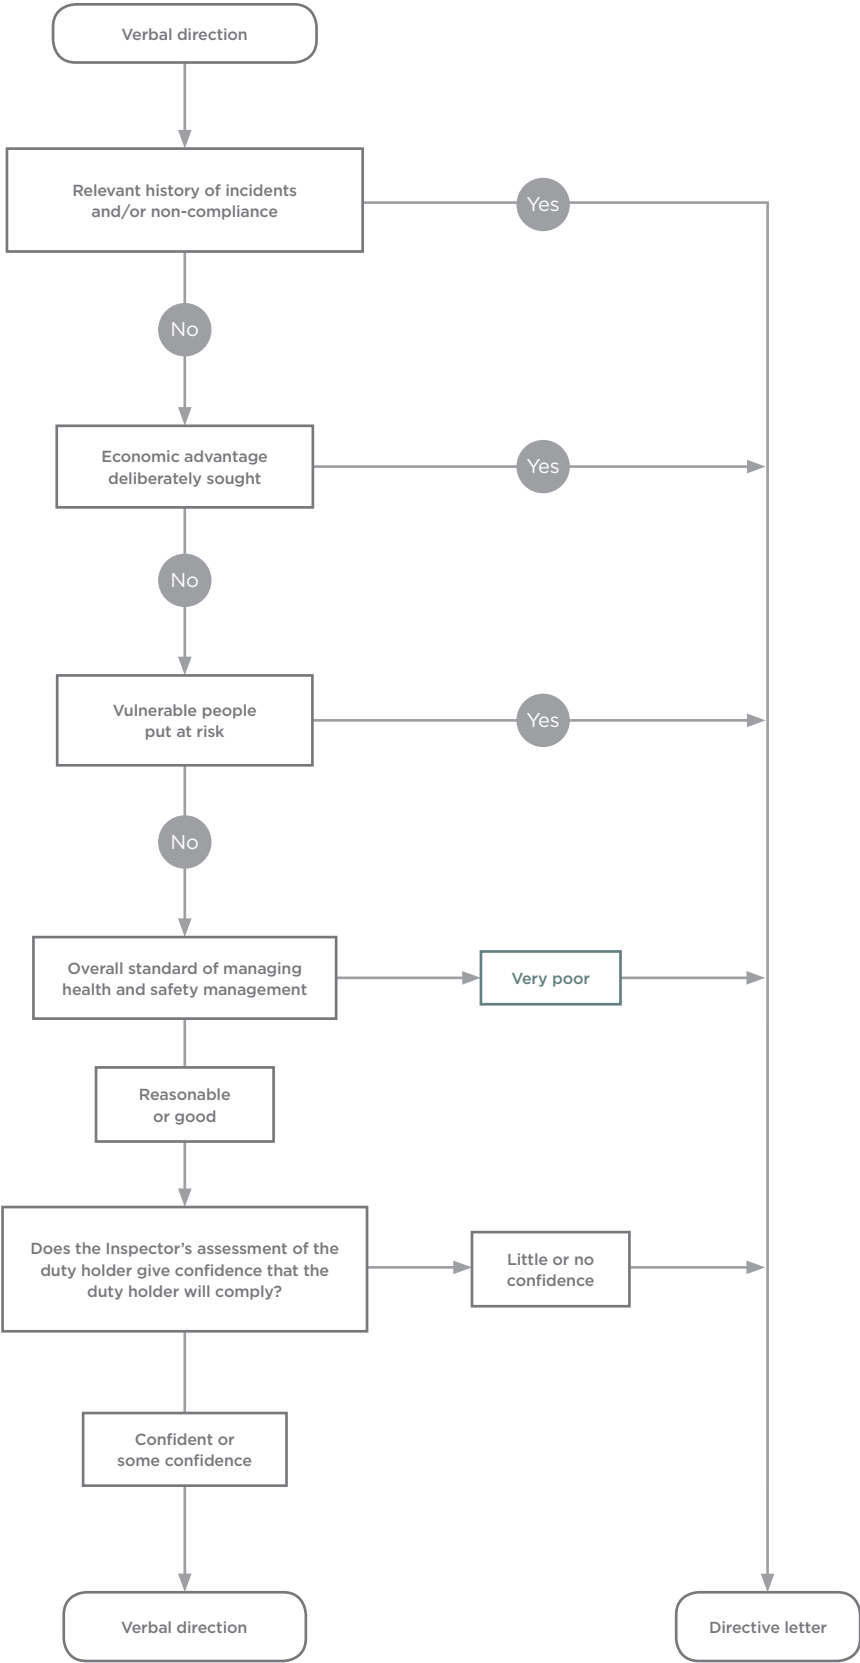 Verbal direction
Relevant history of incidents
and/or non-compliance
Yes
No
Economic advantage
deliberately sought
Yes
No
Vulnerable people
put at risk
Yes
No
Overall standard of managing
health and safety management
Very poor
Reasonable
or good
Does the Inspector’s assessment of the
duty holder give confidence that the
duty holder will comply?
Little or no
confidence
Confident or
some confidence
Verbal direction
Directive letter